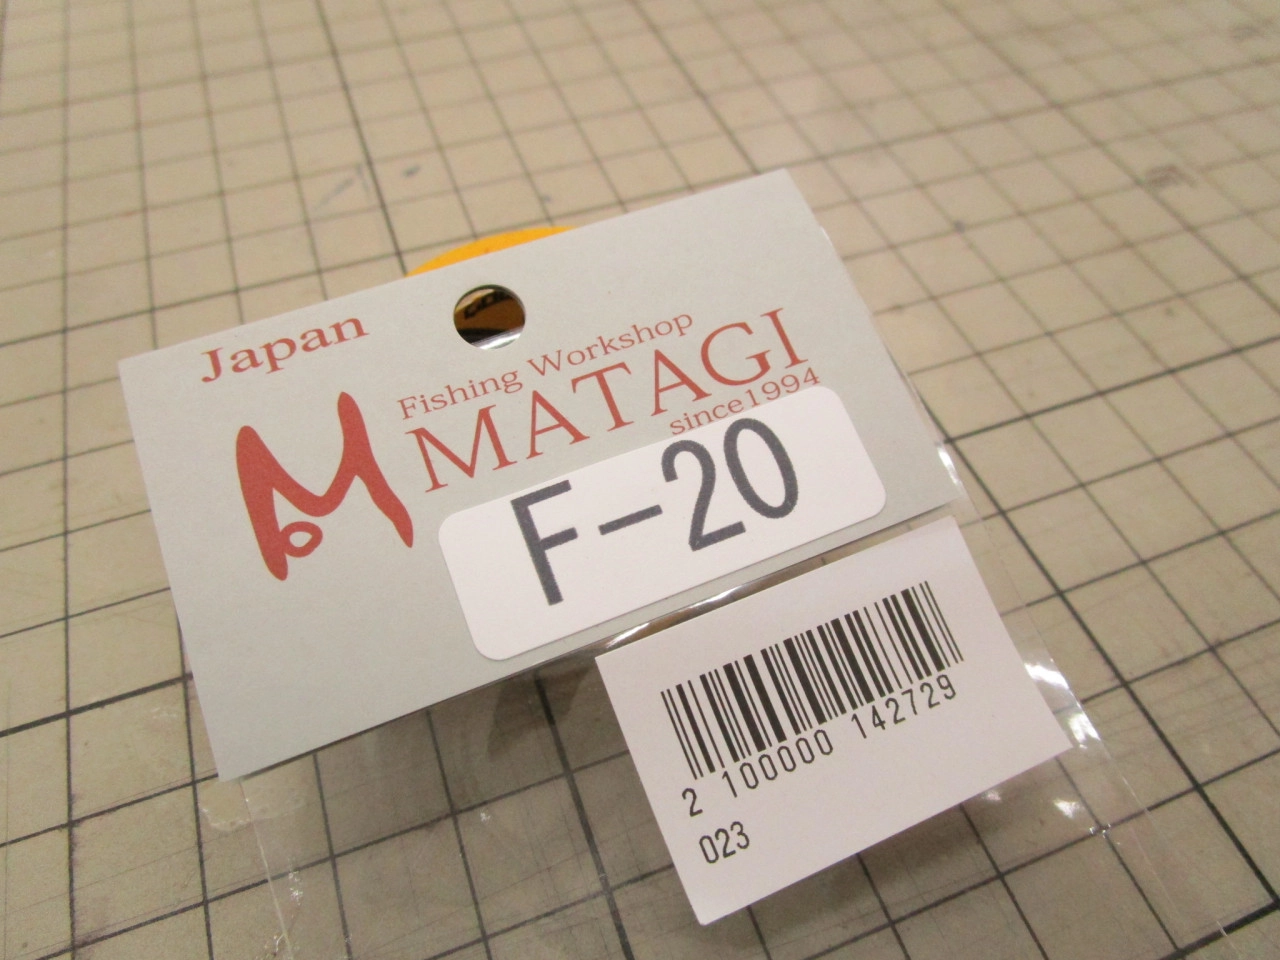 Japan
Fishing Workshop
MATAGI
since1994
F-20
2 100000 142729
023